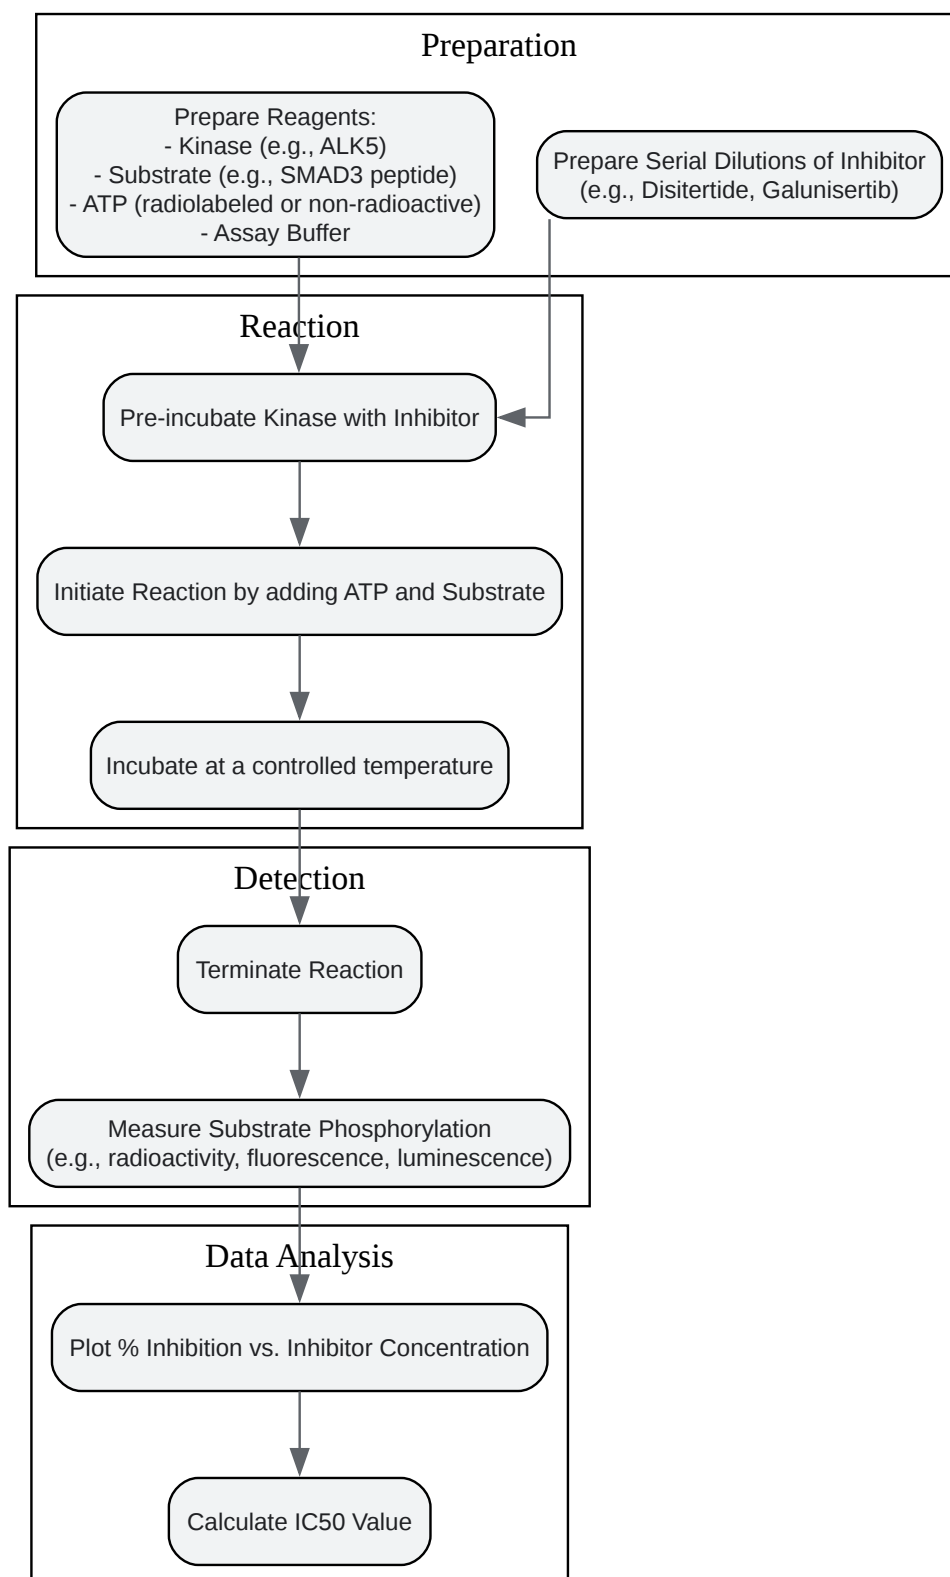 Preparation
Prepare Reagents:
- Kinase (e.g., ALK5)
- Substrate (e.g., SMAD3 peptide)
- ATP (radiolabeled or non-radioactive)
- Assay Buffer
Prepare Serial Dilutions of Inhibitor
(e.g., Disitertide, Galunisertib)
Reaction
Pre-incubate Kinase with Inhibitor
Initiate Reaction by adding ATP and Substrate
Incubate at a controlled temperature
Detection
Terminate Reaction
Measure Substrate Phosphorylation
(e.g., radioactivity, fluorescence, luminescence)
Data Analysis
Plot % Inhibition vs. Inhibitor Concentration
Calculate IC50 Value